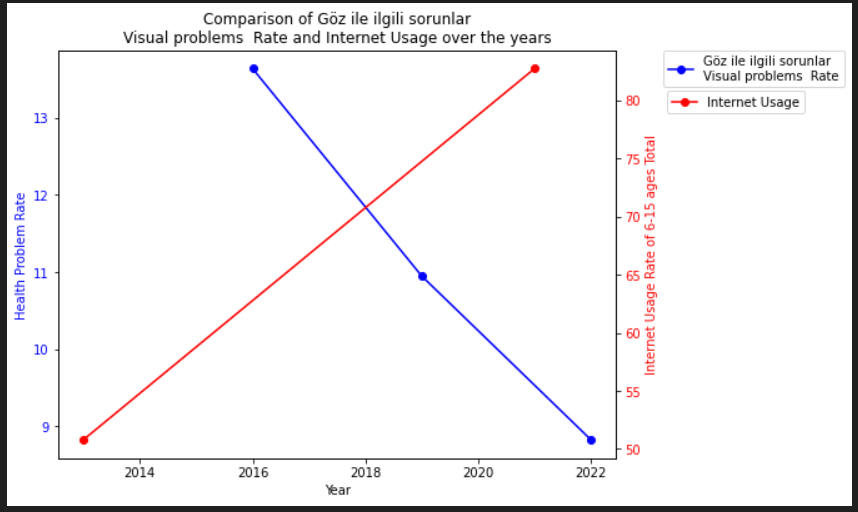 Comparison of Göz ile ilgili sorunlar
Visual problems  Rate and Internet Usage over the years
Göz ile ilgili sorunlar
Visual problems  Rate
Internet Usage
Health Problem Rate
13
12
11
10
9
80
75
70
65
60
55
50
Internet Usage Rate of 6-15 ages Total
2014
2016
2018
2020
2022
Year